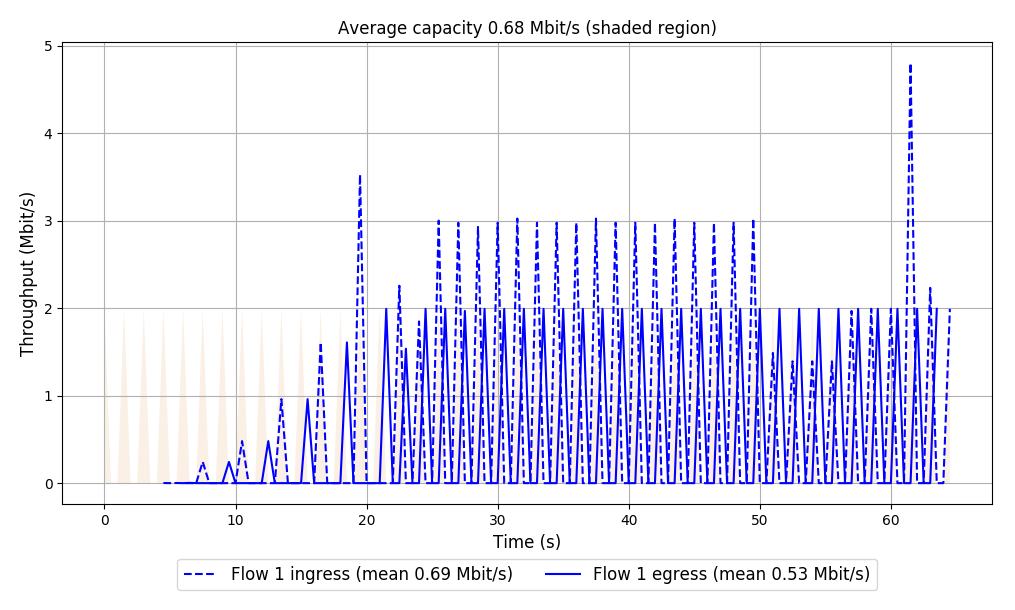 Average capacity 0.68 Mbit/s (shaded region)
Throughput (Mbit/s)
5
4
3
2
1
0
0 10 20 30 40 50 60
Time (s)
Flow 1 ingress (mean 0.69 Mbit/s) Flow 1 egress (mean 0.53 Mbit/s)